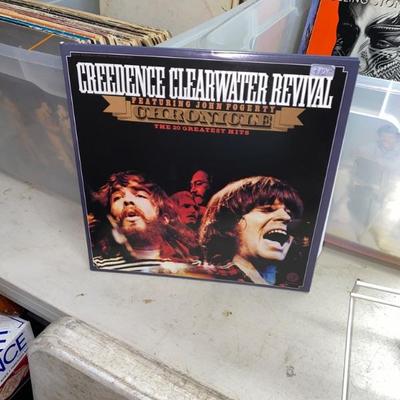 CREEDENCE CLEARWATER REVIVAL
FEATURING JOHN FOGERTY
CHRONICLE
THE 20 GREATEST HITS